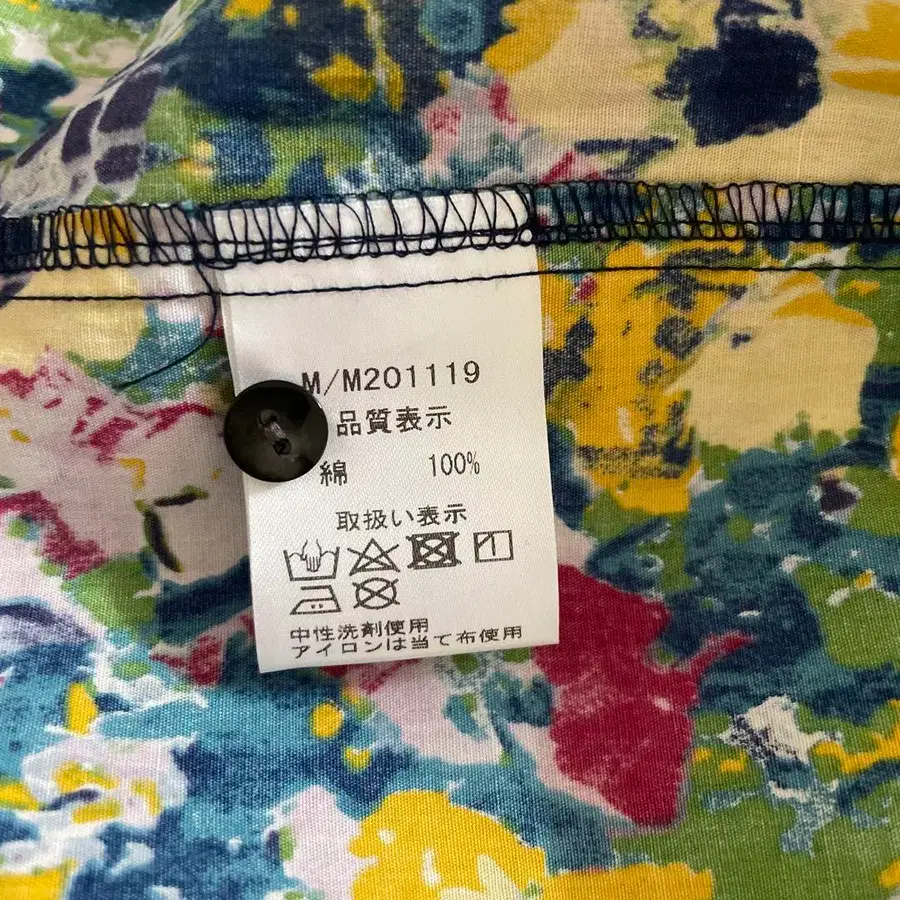 M/M201119
品質表示
綿 100%
取扱い表示
中性洗剤使用
アイロンは当て布使用